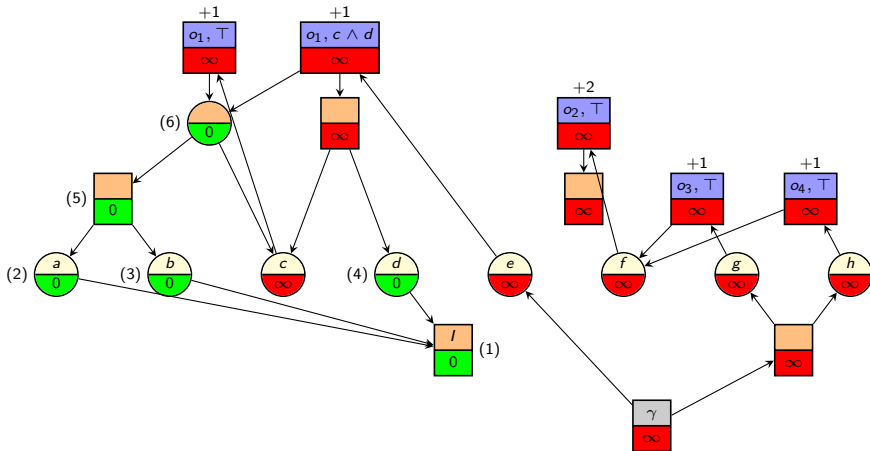 +1 +1
o₁, ⊤ o₁, c ∧ d
∞ ∞
+2
o₂, ⊤
∞
(6) 0
∞
+1 +1
o₃, ⊤ o₄, ⊤
∞ ∞ ∞
(5) 0
(2) a (3) b c (4) d e f g h
0 0 ∞ 0 ∞ ∞ ∞ ∞
I (1)
0 ∞
γ
∞